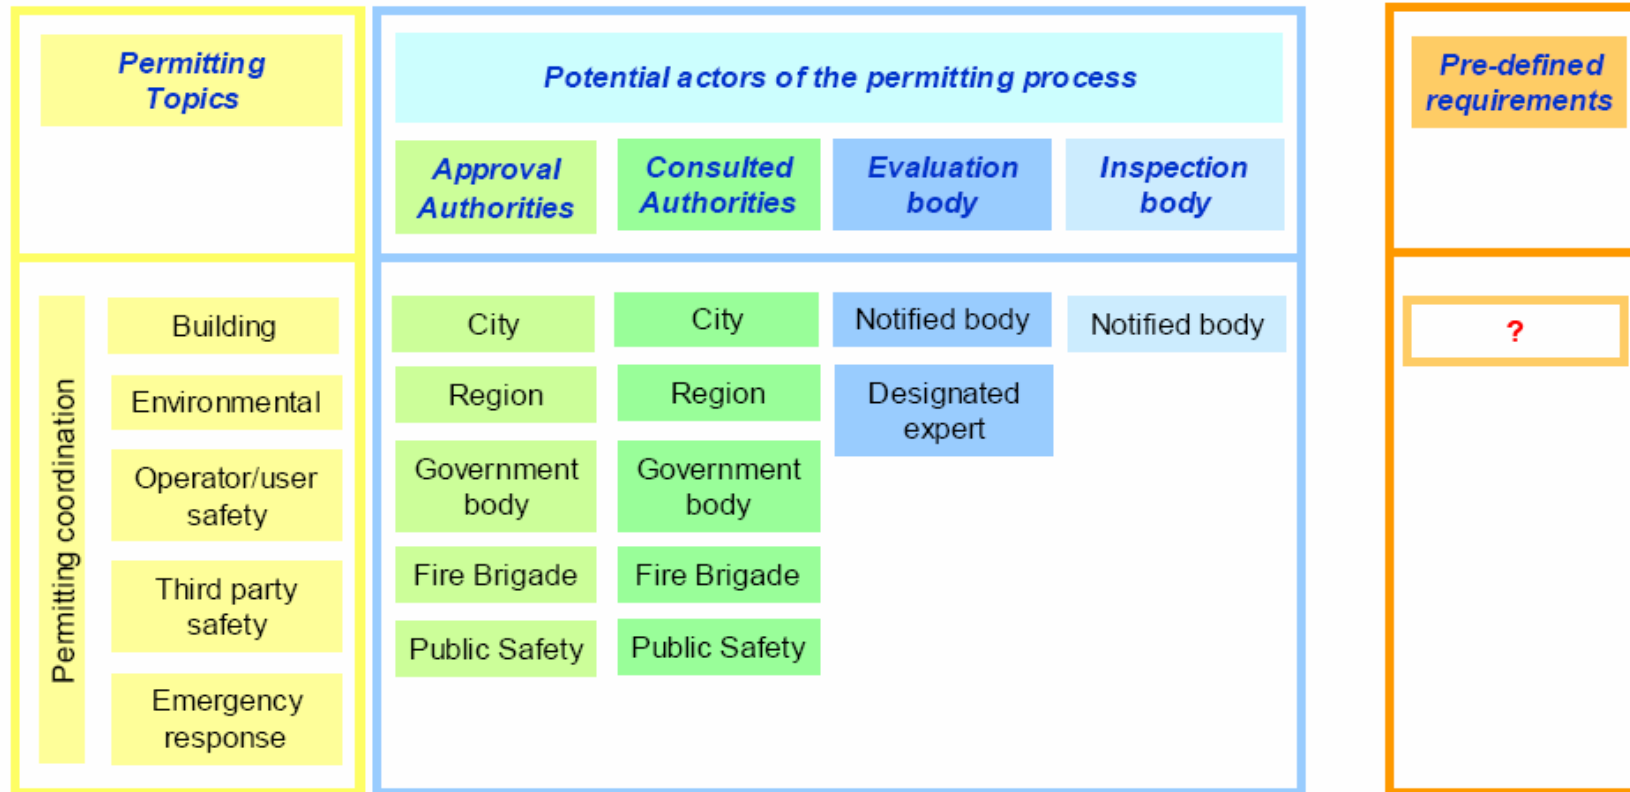 Permitting
Topics
Potential actors of the permitting process
Pre-defined
requirements
Approval
Authorities
Consulted
Authorities
Evaluation
body
Inspection
body
Permitting coordination
Building
Environmental
Operator/user
safety
Third party
safety
Emergency
response
City
Region
Government
body
Fire Brigade
Public Safety
City
Region
Government
body
Fire Brigade
Public Safety
Notified body
Designated
expert
Notified body
?